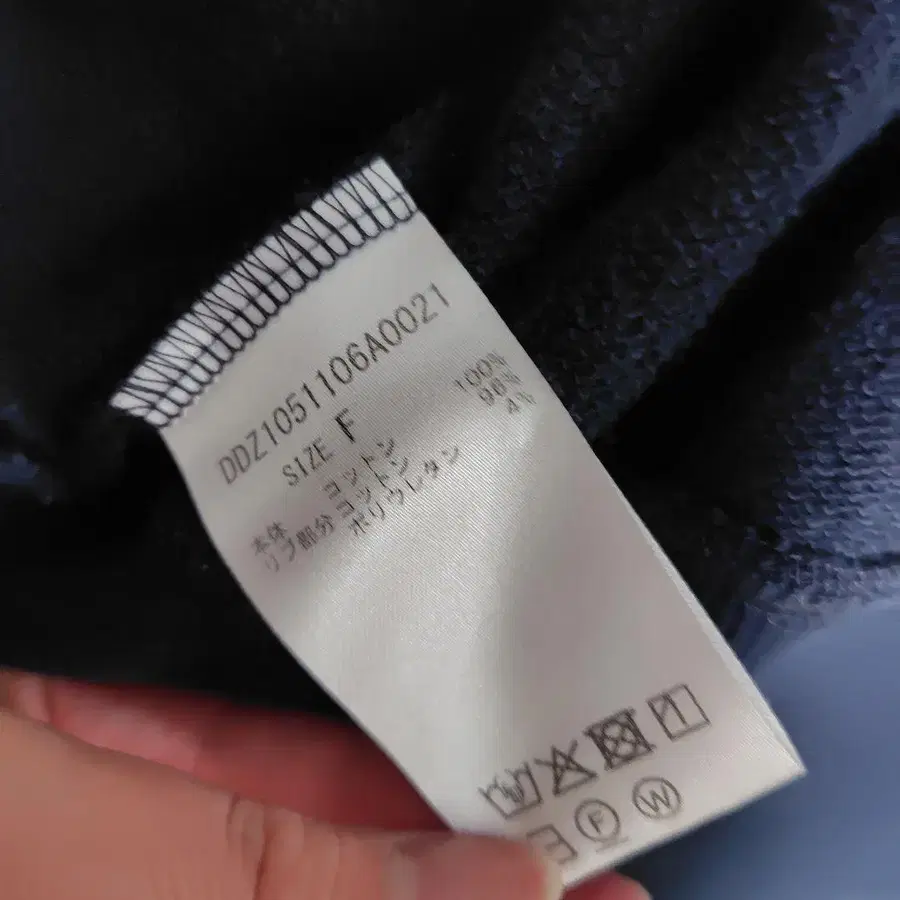 DDZ1051106A0021
SIZE F
本体 コットン 100%
リブ部分 コットン 96%
ポリウレタン 4%
F W